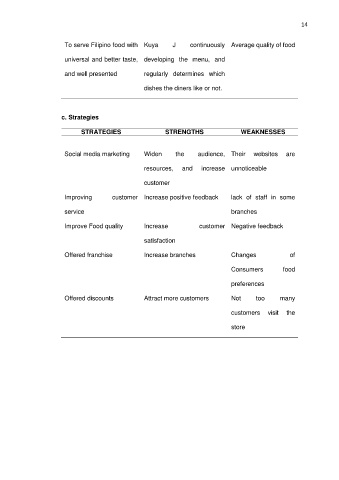 14
To serve Filipino food with Kuya J continuously Average quality of food
universal and better taste, developing the menu, and
and well presented regularly determines which
dishes the diners like or not.
c. Strategies
STRATEGIES STRENGTHS WEAKNESSES
Social media marketing Widen the audience, Their websites are
resources, and increase unnoticeable
customer
Improving customer Increase positive feedback lack of staff in some
service branches
Improve Food quality Increase customer Negative feedback
satisfaction
Offered franchise Increase branches Changes of
Consumers food
preferences
Offered discounts Attract more customers Not too many
customers visit the
store